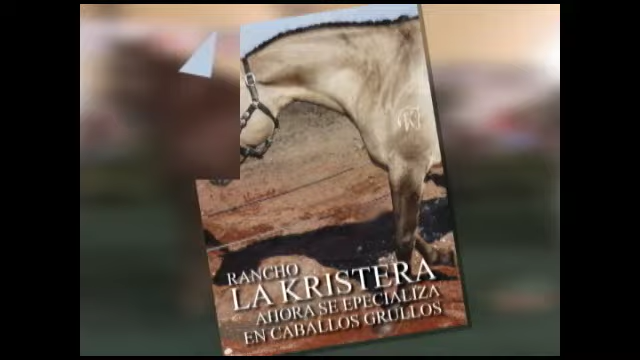 RANCHO
LA KRISTERA
AHORA SE EPECIALIZA
EN CABALLOS GRULLOS